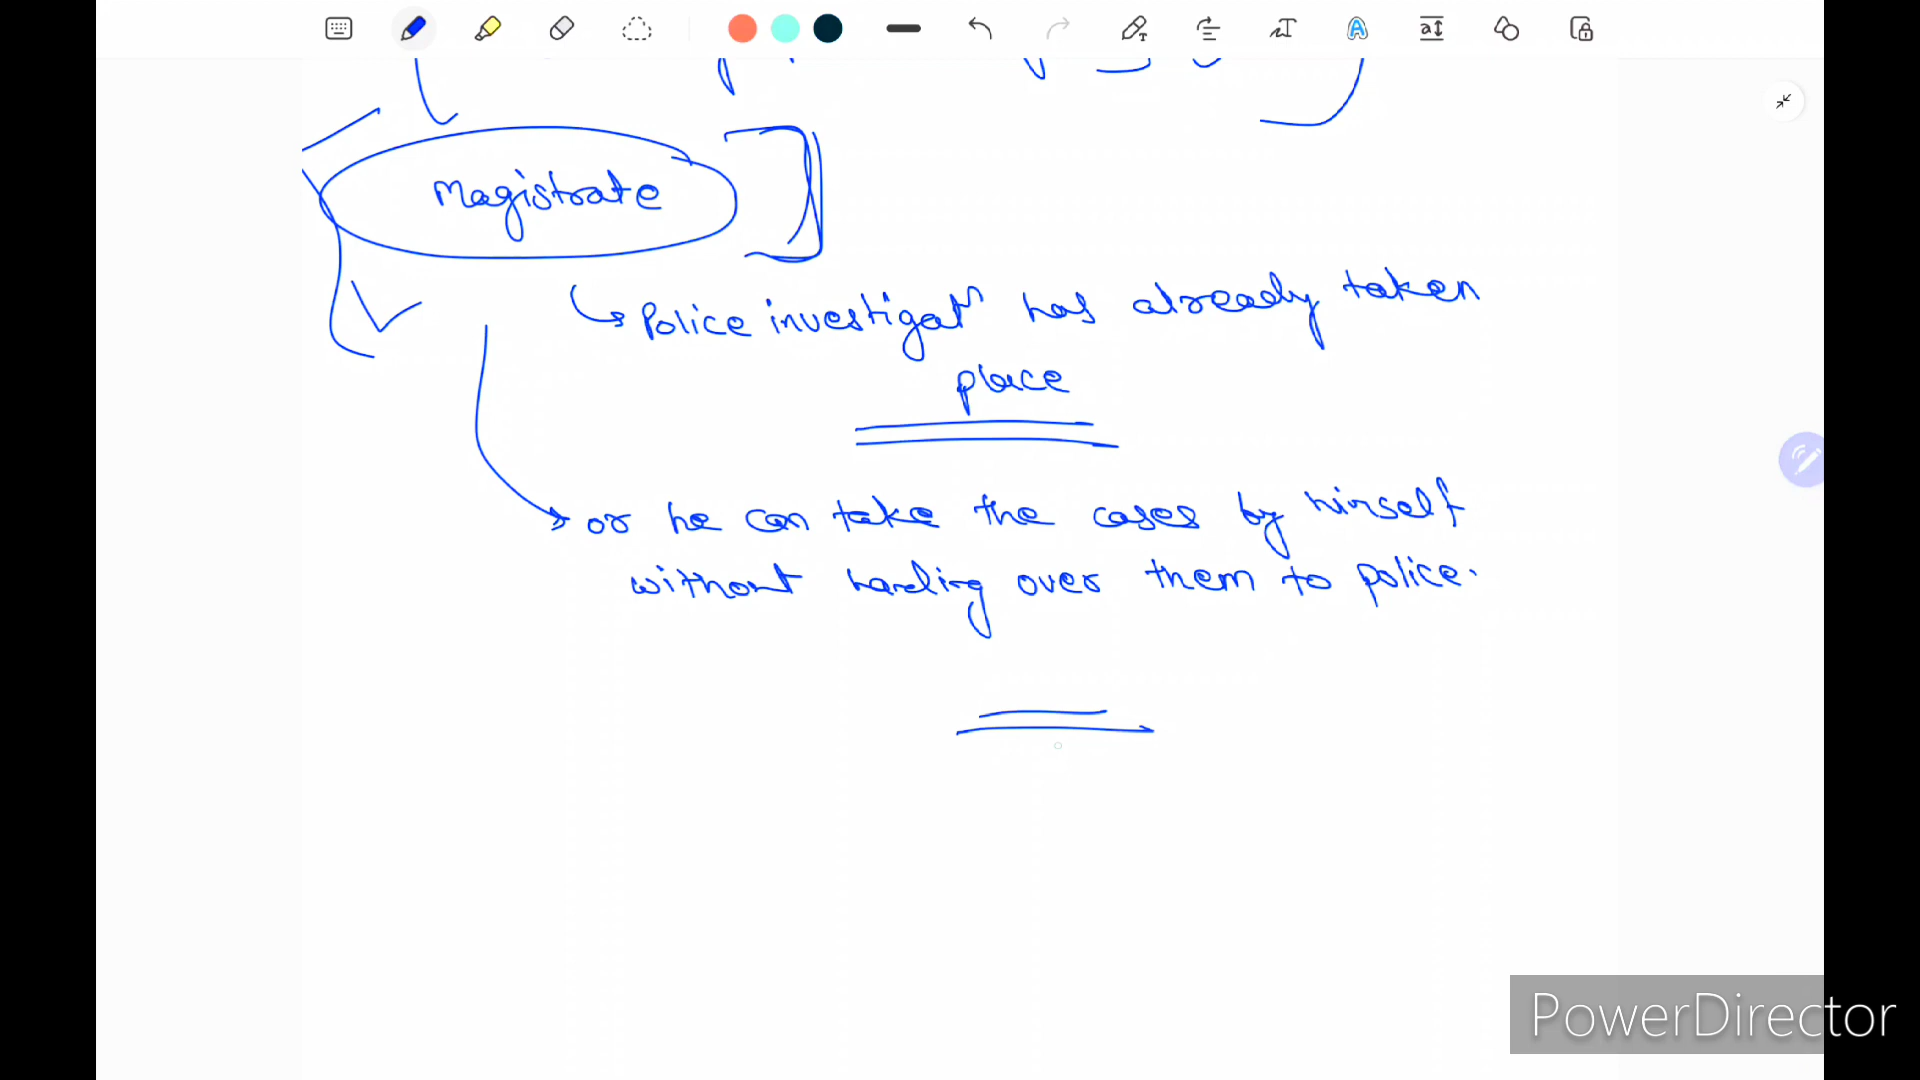 Magistrate
Police investigatn has already taken
place
or he can take the cases by himself
without handing over them to police.
PowerDirector